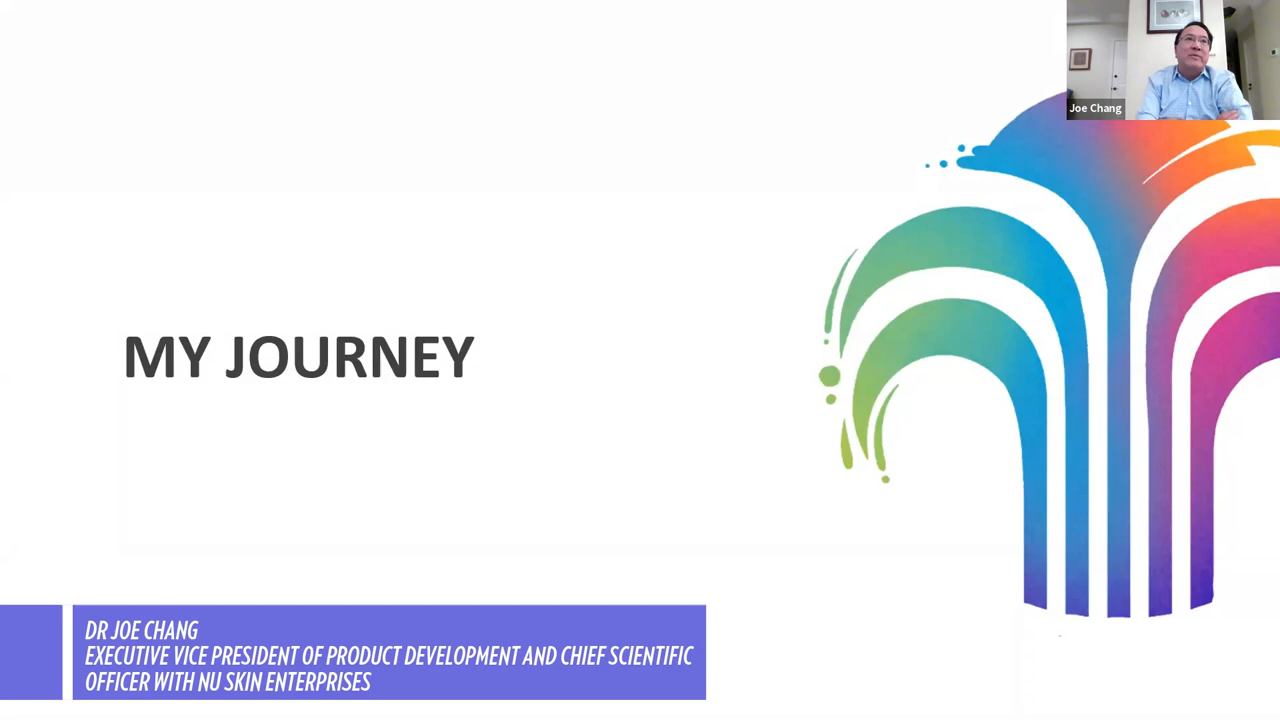 Joe Chang
MY JOURNEY
DR JOE CHANG
EXECUTIVE VICE PRESIDENT OF PRODUCT DEVELOPMENT AND CHIEF SCIENTIFIC
OFFICER WITH NU SKIN ENTERPRISES